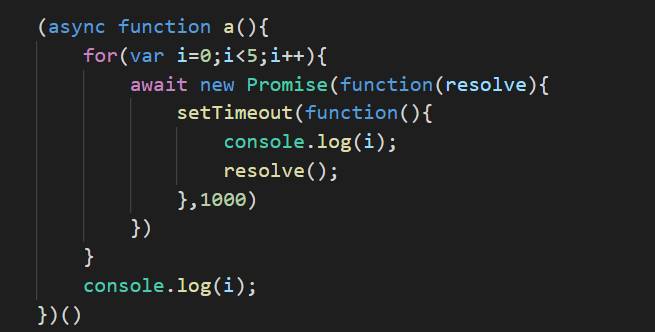 (async function a(){
    for(var i=0;i<5;i++){
        await new Promise(function(resolve){
            setTimeout(function(){
                console.log(i);
                resolve();
            },1000)
        })
    }
    console.log(i);
})()